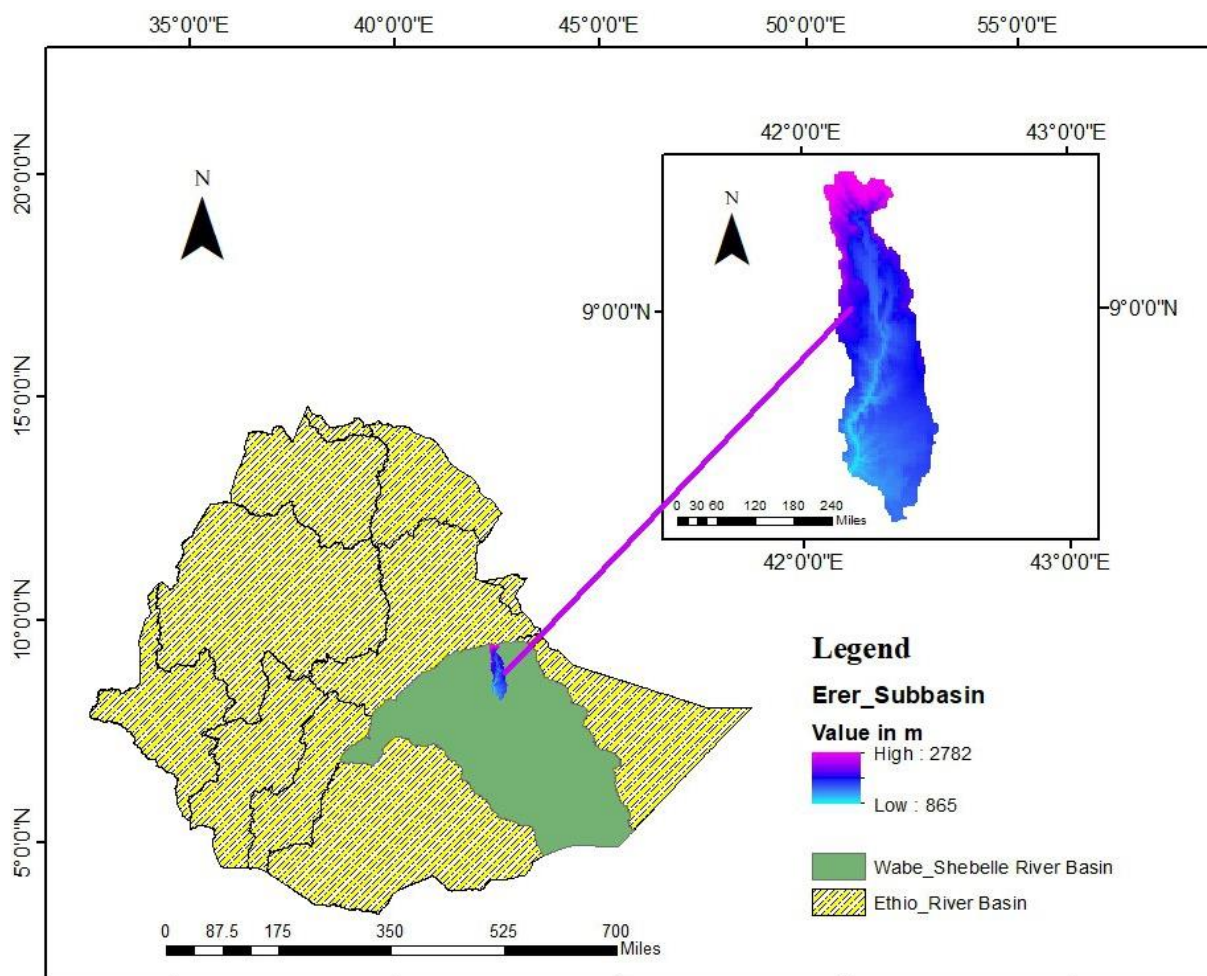 35°0'0"E 40°0'0"E 45°0'0"E 50°0'0"E 55°0'0"E
20°0'0"N
15°0'0"N
10°0'0"N
5°0'0"N
N
42°0'0"E 43°0'0"E
N
9°0'0"N 9°0'0"N
0 30 60 120 180 240
Miles
42°0'0"E 43°0'0"E
Legend
Erer_Subbasin
Value in m
High : 2782
Low : 865
Wabe_Shebelle River Basin
Ethio_River Basin
0 87.5 175 350 525 700
Miles